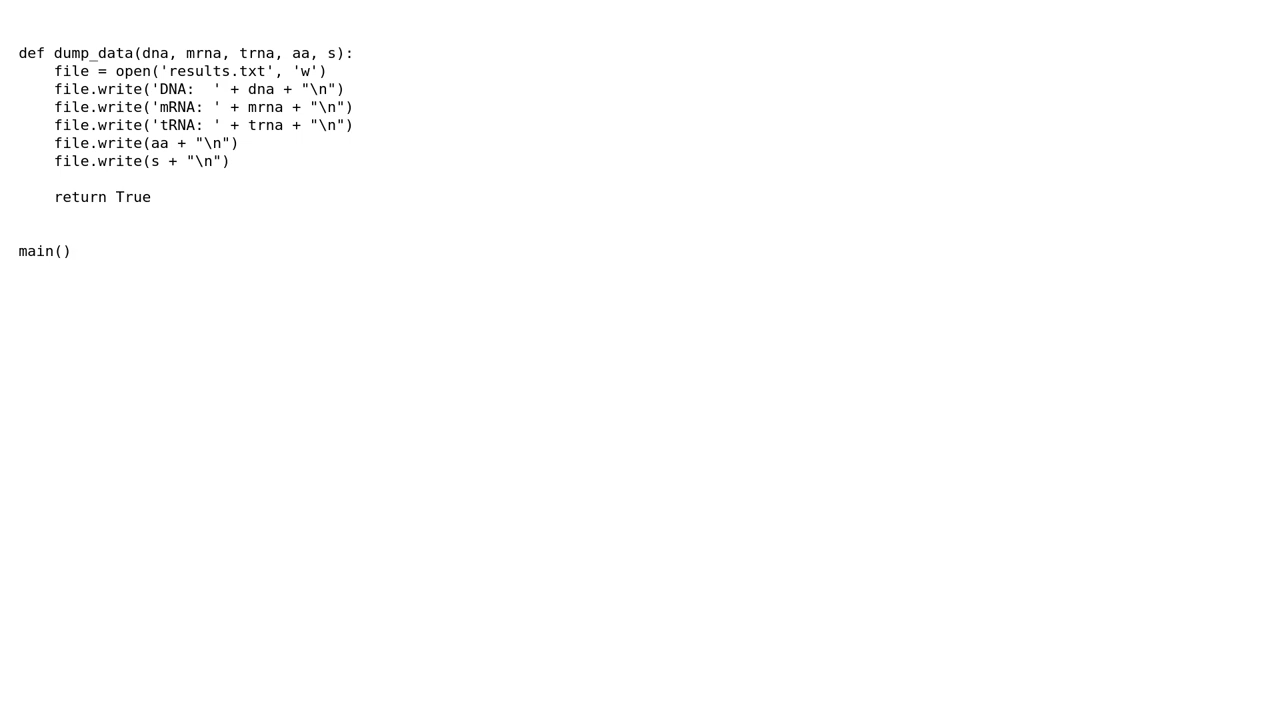 def dump_data(dna, mrna, trna, aa, s):
    file = open('results.txt', 'w')
    file.write('DNA:  ' + dna + "\n")
    file.write('mRNA: ' + mrna + "\n")
    file.write('tRNA: ' + trna + "\n")
    file.write(aa + "\n")
    file.write(s + "\n")

    return True


main()